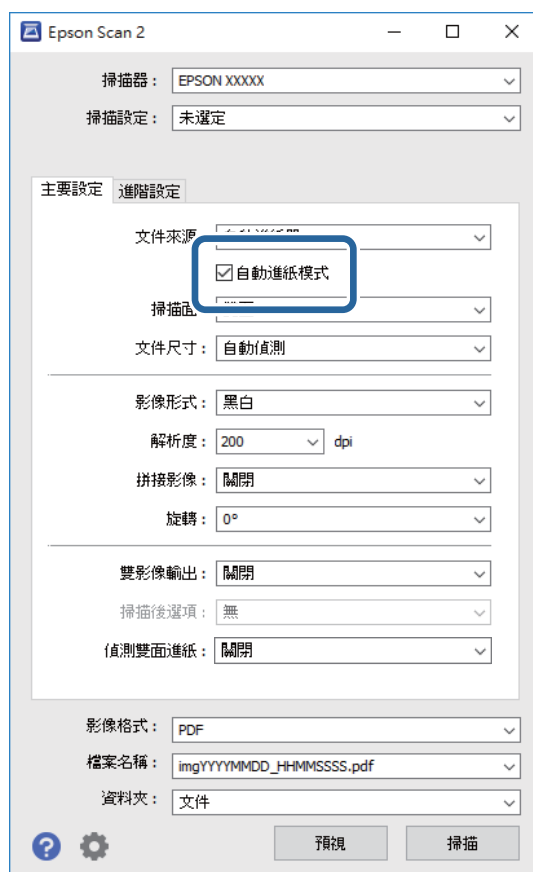 Epson Scan 2
掃描器： EPSON XXXXX
掃描設定： 未選定
主要設定 進階設定
文件來源
自動進紙模式
掃描面
文件尺寸： 自動偵測
影像形式： 黑白
解析度： 200 dpi
拼接影像： 關閉
旋轉： 0°
雙影像輸出： 關閉
掃描後選項： 無
偵測雙面進紙： 關閉
影像格式： PDF
檔案名稱： imgYYYYMMDD_HHMMSSSS.pdf
資料夾： 文件
? 預視 掃描